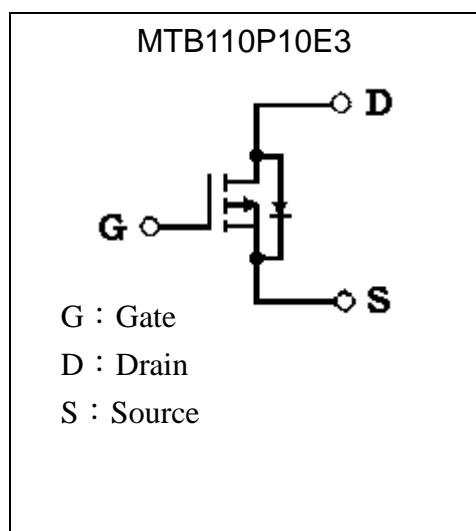 MTB110P10E3
D
G
S
G：Gate
D：Drain
S：Source